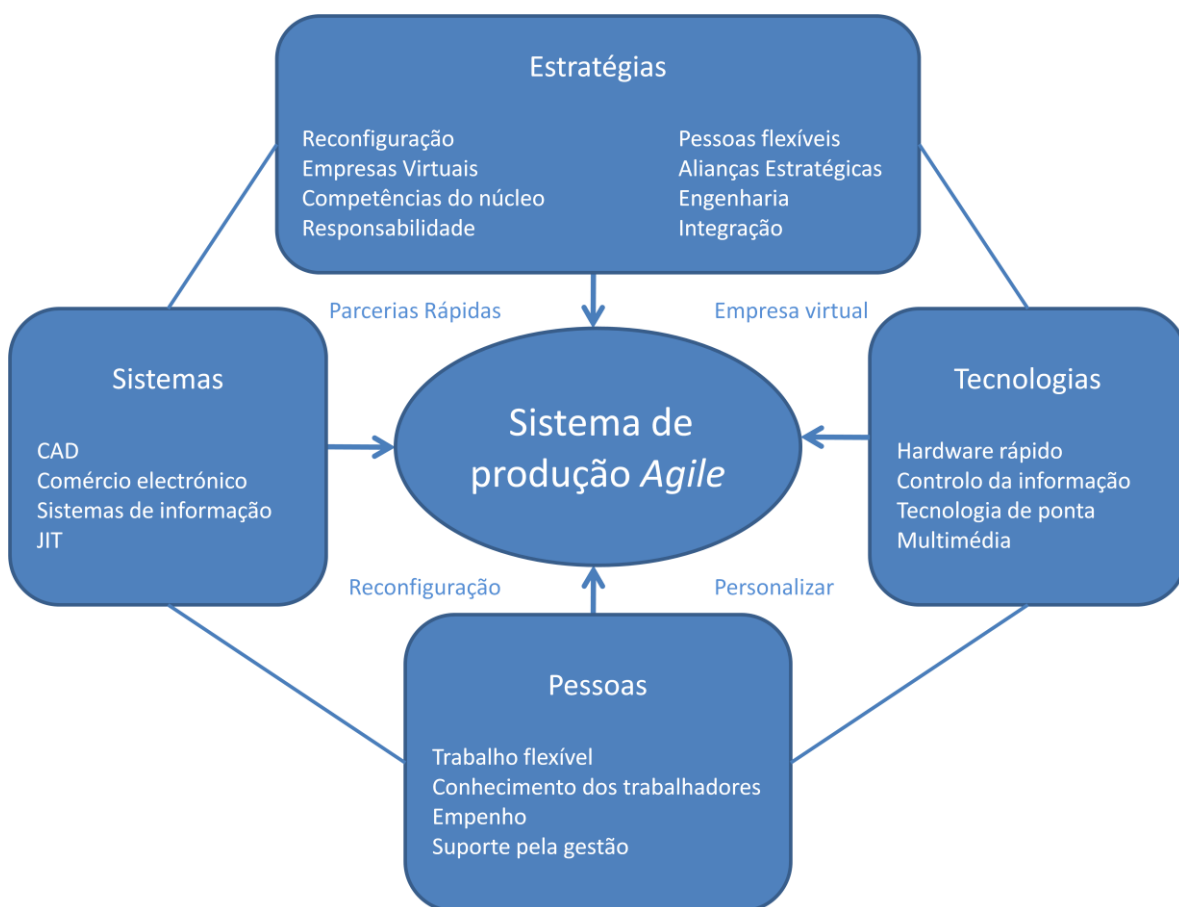 Estratégias
Reconfiguração
Empresas Virtuais
Competências do núcleo
Responsabilidade
Pessoas flexíveis
Alianças Estratégicas
Engenharia
Integração
Parcerias Rápidas
Empresa virtual
Sistemas
CAD
Comércio electrónico
Sistemas de informação
JIT
Sistema de
produção Agile
Tecnologias
Hardware rápido
Controlo da informação
Tecnologia de ponta
Multimédia
Reconfiguração
Personalizar
Pessoas
Trabalho flexível
Conhecimento dos trabalhadores
Empenho
Suporte pela gestão